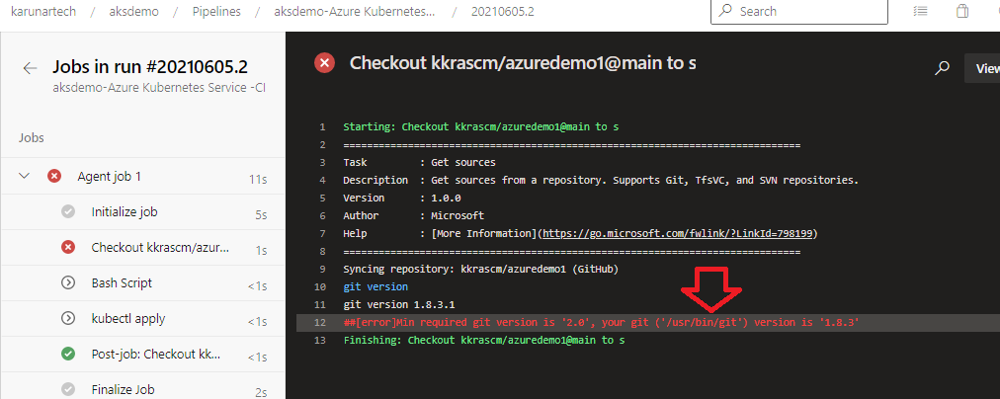 karunartech / aksdemo / Pipelines / aksdemo-Azure Kubernetes... / 20210605.2
Search
Jobs in run #20210605.2
aksdemo-Azure Kubernetes Service -CI
Jobs
Agent job 1 11s
Initialize job 5s
Checkout kkrascm/azur... 1s
Bash Script <1s
kubectl apply <1s
Post-job: Checkout kk... <1s
Finalize Job 2s
Checkout kkrascm/azuredemo1@main to s
View
1 Starting: Checkout kkrascm/azuredemo1@main to s
2 ==============================================================================
3 Task : Get sources
4 Description : Get sources from a repository. Supports Git, TfsVC, and SVN repositories.
5 Version : 1.0.0
6 Author : Microsoft
7 Help : [More Information](https://go.microsoft.com/fwlink/?LinkId=798199)
8 ==============================================================================
9 Syncing repository: kkrascm/azuredemo1 (GitHub)
10 git version
11 git version 1.8.3.1
12 ##[error]Min required git version is '2.0', your git ('/usr/bin/git') version is '1.8.3'
13 Finishing: Checkout kkrascm/azuredemo1@main to s